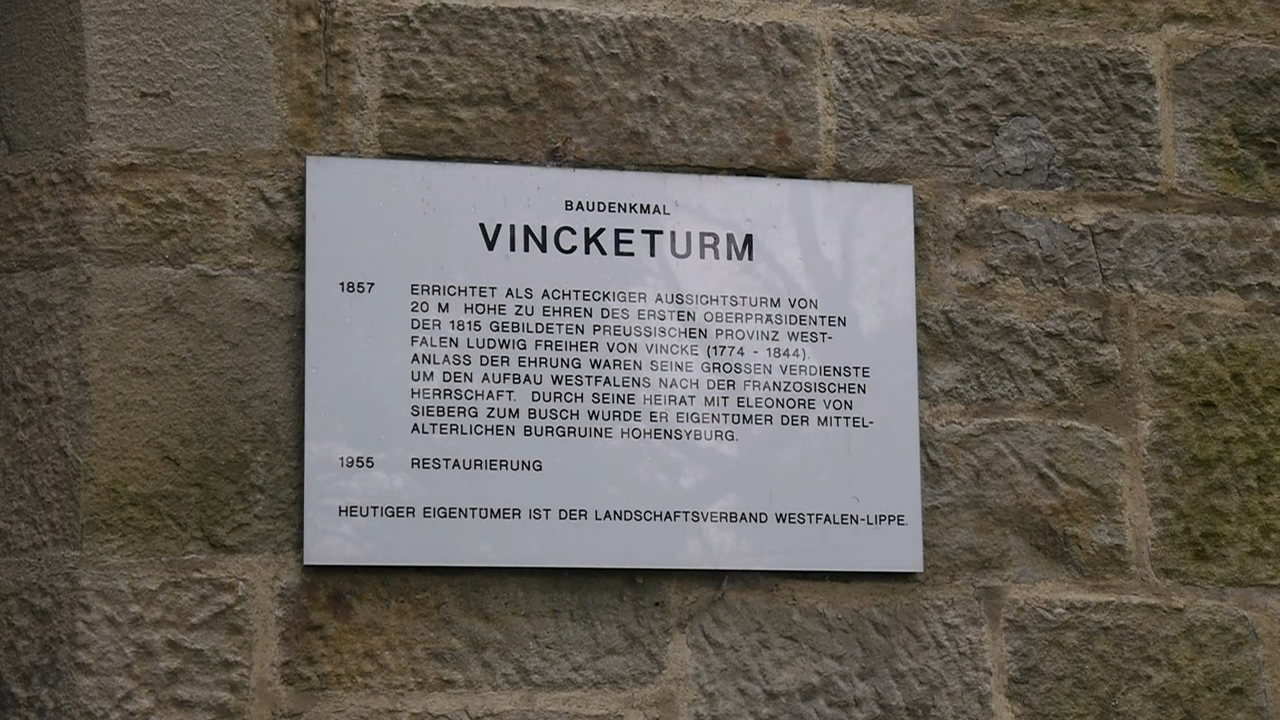 BAUDENKMAL
VINCKETURM
1857 ERRICHTET ALS ACHTECKIGER AUSSICHTSTURM VON
20 M HÖHE ZU EHREN DES ERSTEN OBERPRÄSIDENTEN
DER 1815 GEBILDETEN PREUSSISCHEN PROVINZ WEST-
FALEN LUDWIG FREIHER VON VINCKE (1774 - 1844).
ANLASS DER EHRUNG WAREN SEINE GROSSEN VERDIENSTE
UM DEN AUFBAU WESTFALENS NACH DER FRANZÖSISCHEN
HERRSCHAFT. DURCH SEINE HEIRAT MIT ELEONORE VON
SIEBERG ZUM BUSCH WURDE ER EIGENTÜMER DER MITTEL-
ALTERLICHEN BURGRUINE HOHENSYBURG.
1955 RESTAURIERUNG
HEUTIGER EIGENTÜMER IST DER LANDSCHAFTSVERBAND WESTFALEN-LIPPE.